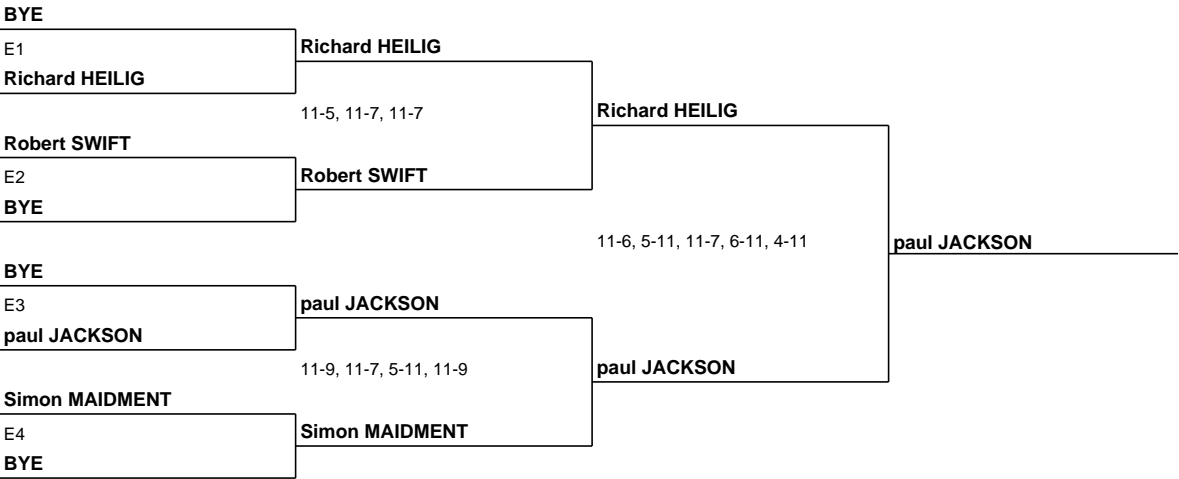 BYE
E1
Richard HEILIG
Richard HEILIG
11-5, 11-7, 11-7
Richard HEILIG
Robert SWIFT
E2
Robert SWIFT
BYE
11-6, 5-11, 11-7, 6-11, 4-11
paul JACKSON
BYE
E3
paul JACKSON
paul JACKSON
11-9, 11-7, 5-11, 11-9
paul JACKSON
Simon MAIDMENT
E4
Simon MAIDMENT
BYE